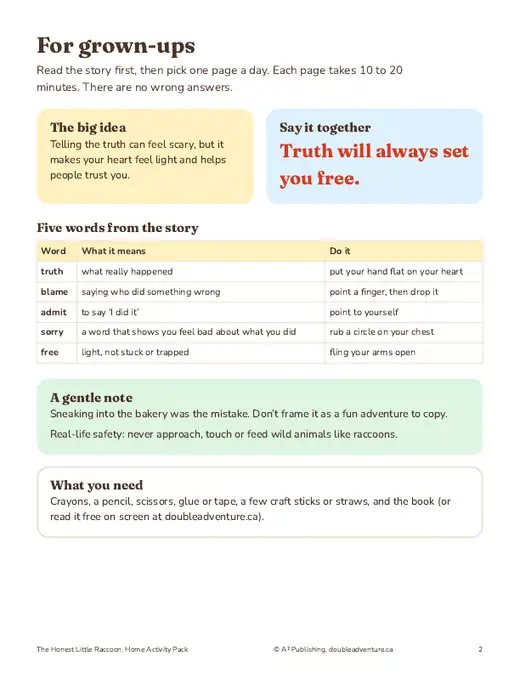 For grown-ups
Read the story first, then pick one page a day. Each page takes 10 to 20
minutes. There are no wrong answers.
The big idea
Telling the truth can feel scary, but it
makes your heart feel light and helps
people trust you.
Say it together
Truth will always set
you free.
Five words from the story
Word What it means Do it
truth what really happened put your hand flat on your heart
blame saying who did something wrong point a finger, then drop it
admit to say ‘I did it’ point to yourself
sorry a word that shows you feel bad about what you did rub a circle on your chest
free light, not stuck or trapped fling your arms open
A gentle note
Sneaking into the bakery was the mistake. Don’t frame it as a fun adventure to copy.
Real-life safety: never approach, touch or feed wild animals like raccoons.
What you need
Crayons, a pencil, scissors, glue or tape, a few craft sticks or straws, and the book (or
read it free on screen at doubleadventure.ca).
The Honest Little Raccoon, Home Activity Pack © A² Publishing, doubleadventure.ca 2